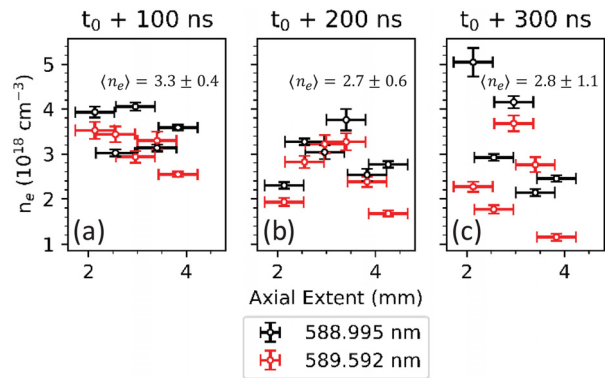 t₀ + 100 ns t₀ + 200 ns t₀ + 300 ns
nₑ (10¹⁸ cm⁻³)
5
4
3
2
1
⟨nₑ⟩ = 3.3 ± 0.4
⟨nₑ⟩ = 2.7 ± 0.6
⟨nₑ⟩ = 2.8 ± 1.1
(a) (b) (c)
2 4 2 4 2 4
Axial Extent (mm)
588.995 nm
589.592 nm